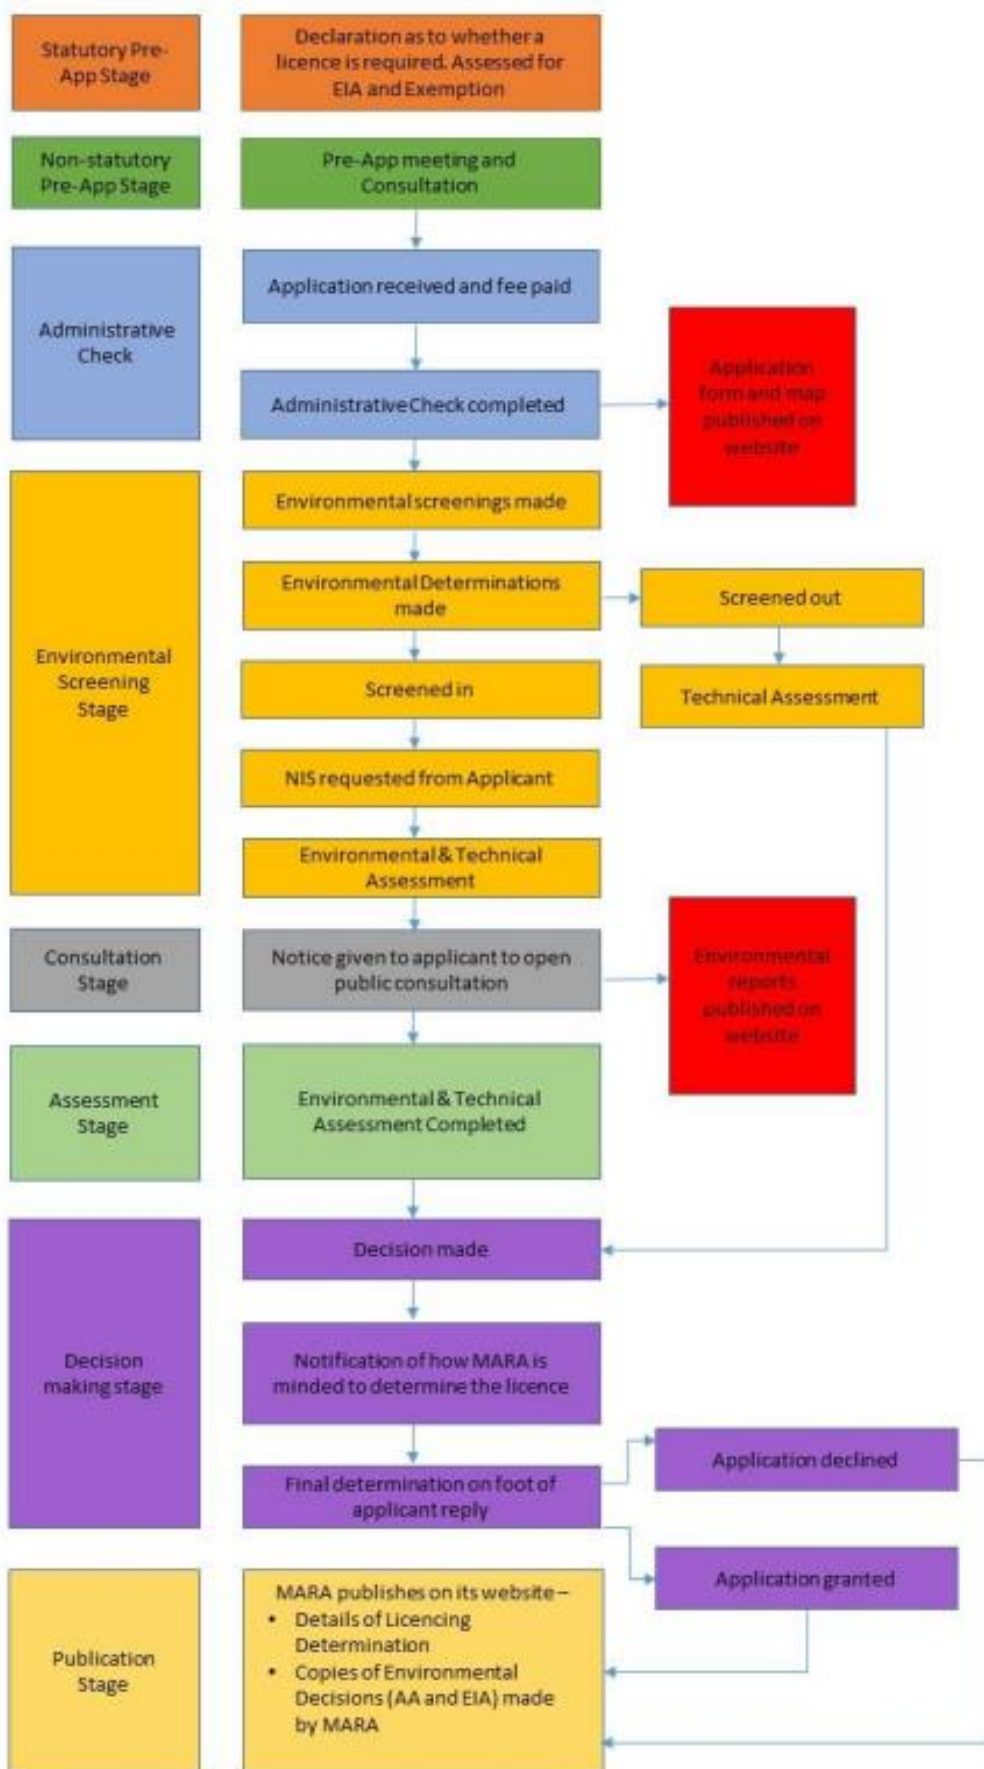 Statutory Pre-
App Stage
Declaration as to whether a
licence is required. Assessed for
EIA and Exemption
Non-statutory
Pre-App Stage
Pre-App meeting and
Consultation
Administrative
Check
Application received and fee paid
Administrative Check completed
Application
form and map
published on
website
Environmental
Screening
Stage
Environmental screenings made
Environmental Determinations
made
Screened out
Screened in
Technical Assessment
NIS requested from Applicant
Environmental & Technical
Assessment
Consultation
Stage
Notice given to applicant to open
public consultation
Environmental
reports
published on
website
Assessment
Stage
Environmental & Technical
Assessment Completed
Decision
making stage
Decision made
Notification of how MARA is
minded to determine the licence
Final determination on foot of
applicant reply
Application declined
Application granted
Publication
Stage
MARA publishes on its website –
• Details of Licencing
Determination
• Copies of Environmental
Decisions (AA and EIA) made
by MARA